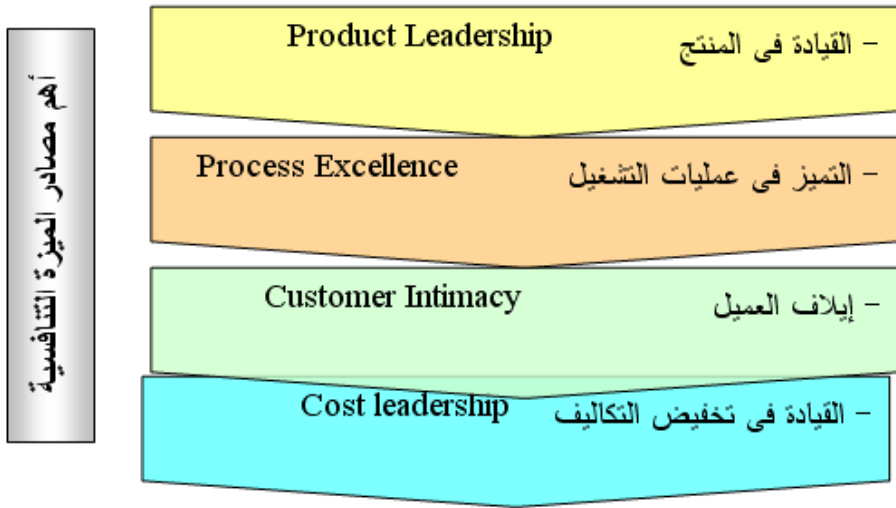 أهم مصادر الميزة التنافسية
- القيادة فى المنتج Product Leadership
- التميز فى عمليات التشغيل Process Excellence
- إيلاف العميل Customer Intimacy
- القيادة فى تخفيض التكاليف Cost leadership